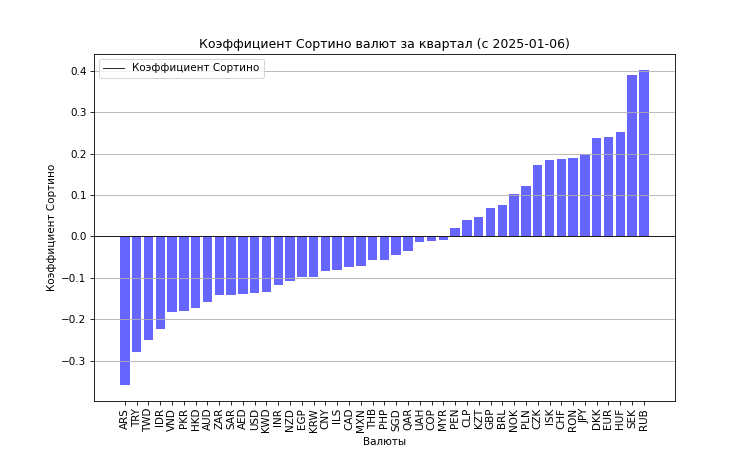 Коэффициент Сортино валют за квартал (с 2025-01-06)
Коэффициент Сортино
Коэффициент Сортино
0.4
0.3
0.2
0.1
0.0
−0.1
−0.2
−0.3
ARS TRY TWD IDR VND PKR HKD AUD ZAR SAR AED USD KWD INR NZD EGP KRW CNY ILS CAD MXN THB PHP SGD QAR UAH COP MYR PEN CLP KZT GBP BRL NOK PLN CZK ISK CHF RON JPY DKK EUR HUF SEK RUB
Валюты